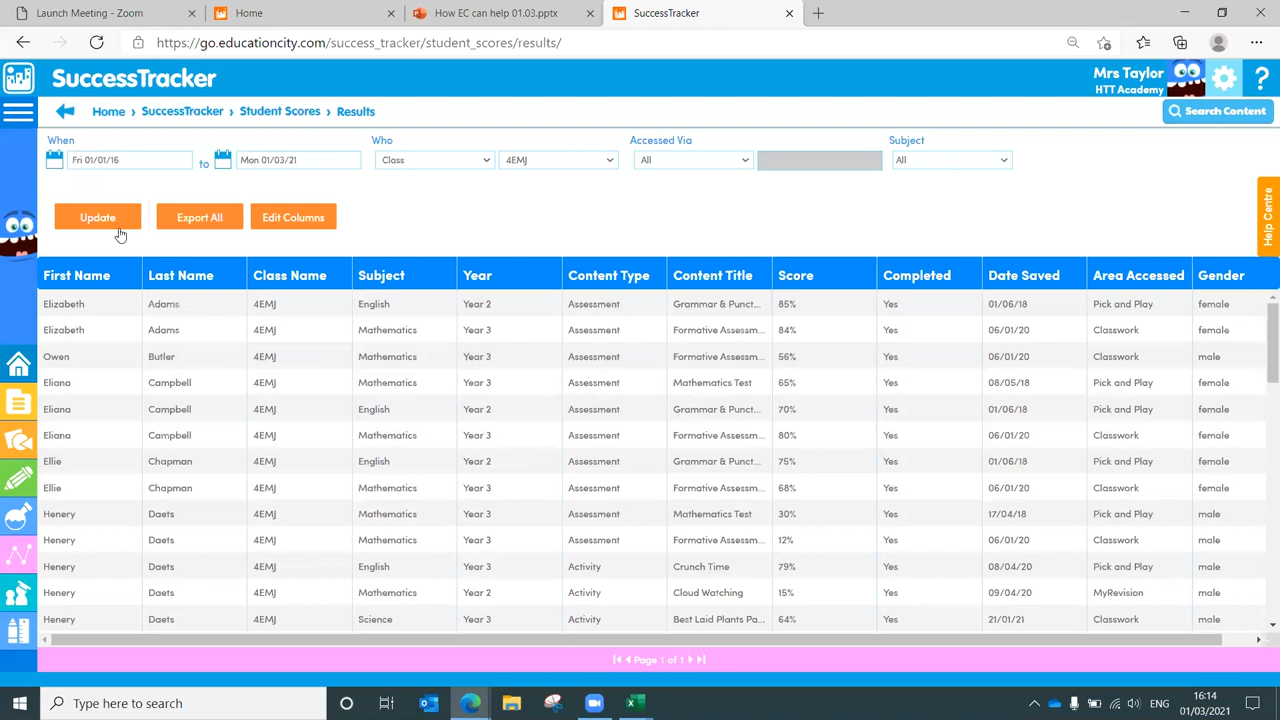 Launch Meeting - Zoom
Home
How EC can help 01.03.pptx
SuccessTracker
https://go.educationcity.com/success_tracker/student_scores/results/
SuccessTracker
Mrs Taylor
HTT Academy
?
Home › SuccessTracker › Student Scores › Results
Search Content
When
Who
Accessed Via
Subject
Fri 01/01/16
to
Mon 01/03/21
Class
4EMJ
All
All
Help Centre
Update
Export All
Edit Columns
First Name Last Name Class Name Subject Year Content Type Content Title Score Completed Date Saved Area Accessed Gender
Elizabeth Adams 4EMJ English Year 2 Assessment Grammar & Punct... 85% Yes 01/06/18 Pick and Play female
Elizabeth Adams 4EMJ Mathematics Year 3 Assessment Formative Assessm... 84% Yes 06/01/20 Classwork female
Owen Butler 4EMJ Mathematics Year 3 Assessment Formative Assessm... 56% Yes 06/01/20 Classwork male
Eliana Campbell 4EMJ Mathematics Year 3 Assessment Mathematics Test 65% Yes 08/05/18 Pick and Play female
Eliana Campbell 4EMJ English Year 2 Assessment Grammar & Punct... 70% Yes 01/06/18 Pick and Play female
Eliana Campbell 4EMJ Mathematics Year 3 Assessment Formative Assessm... 80% Yes 06/01/20 Classwork female
Ellie Chapman 4EMJ English Year 2 Assessment Grammar & Punct... 75% Yes 01/06/18 Pick and Play female
Ellie Chapman 4EMJ Mathematics Year 3 Assessment Formative Assessm... 68% Yes 06/01/20 Classwork female
Henery Daets 4EMJ Mathematics Year 3 Assessment Mathematics Test 30% Yes 17/04/18 Pick and Play male
Henery Daets 4EMJ Mathematics Year 3 Assessment Formative Assessm... 12% Yes 06/01/20 Classwork male
Henery Daets 4EMJ English Year 3 Activity Crunch Time 79% Yes 08/04/20 Pick and Play male
Henery Daets 4EMJ Mathematics Year 2 Activity Cloud Watching 15% Yes 09/04/20 MyRevision male
Henery Daets 4EMJ Science Year 3 Activity Best Laid Plants Pa... 64% Yes 21/01/21 Classwork male
Page 1 of 1
Type here to search
ENG
16:14
01/03/2021